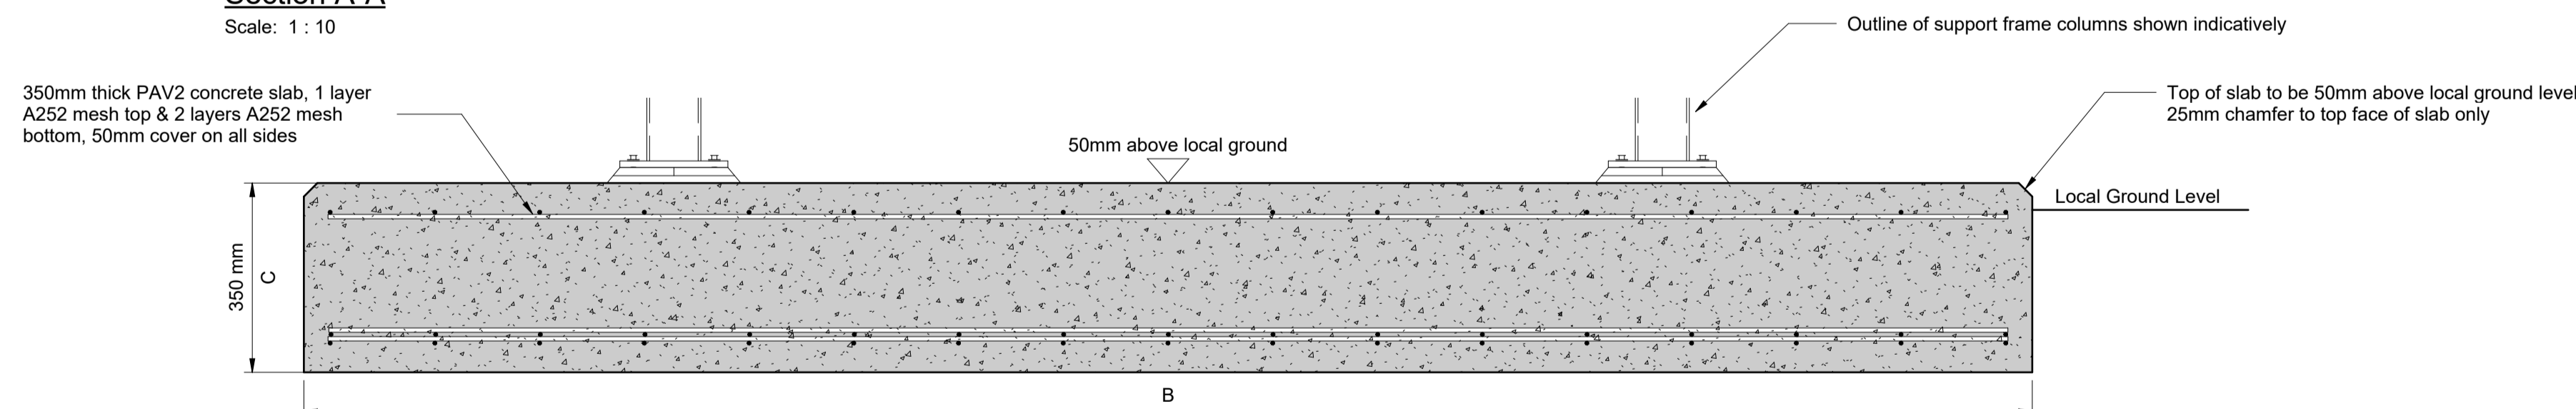 Section A-A
Scale: 1 : 10
Outline of support frame columns shown indicatively
350mm thick PAV2 concrete slab, 1 layer
A252 mesh top & 2 layers A252 mesh
bottom, 50mm cover on all sides
Top of slab to be 50mm above local ground level
25mm chamfer to top face of slab only
50mm above local ground
Local Ground Level
350 mm
C
B